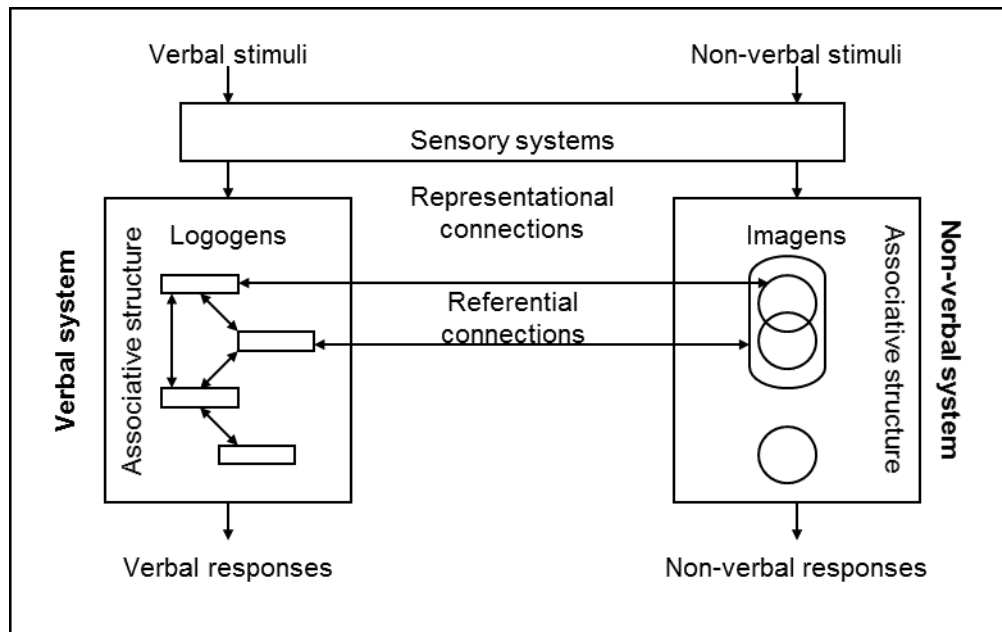 Verbal stimuli
Non-verbal stimuli
Sensory systems
Representational
connections
Verbal system
Associative structure
Logogens
Imagens
Associative structure
Non-verbal system
Referential
connections
Verbal responses
Non-verbal responses